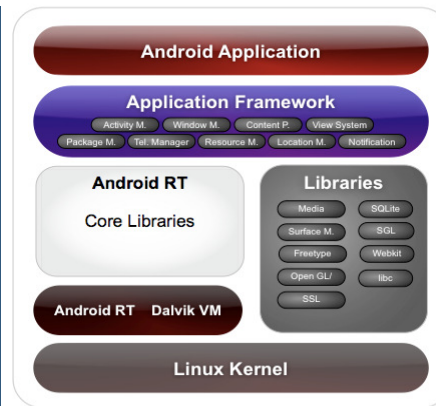 Android Application
Application Framework
Activity M. Window M. Content P. View System
Package M. Tel. Manager Resource M. Location M. Notification
Android RT
Core Libraries
Libraries
Media SQLite
Surface M. SGL
Freetype Webkit
Open GL/ libc
SSL
Android RT Dalvik VM
Linux Kernel